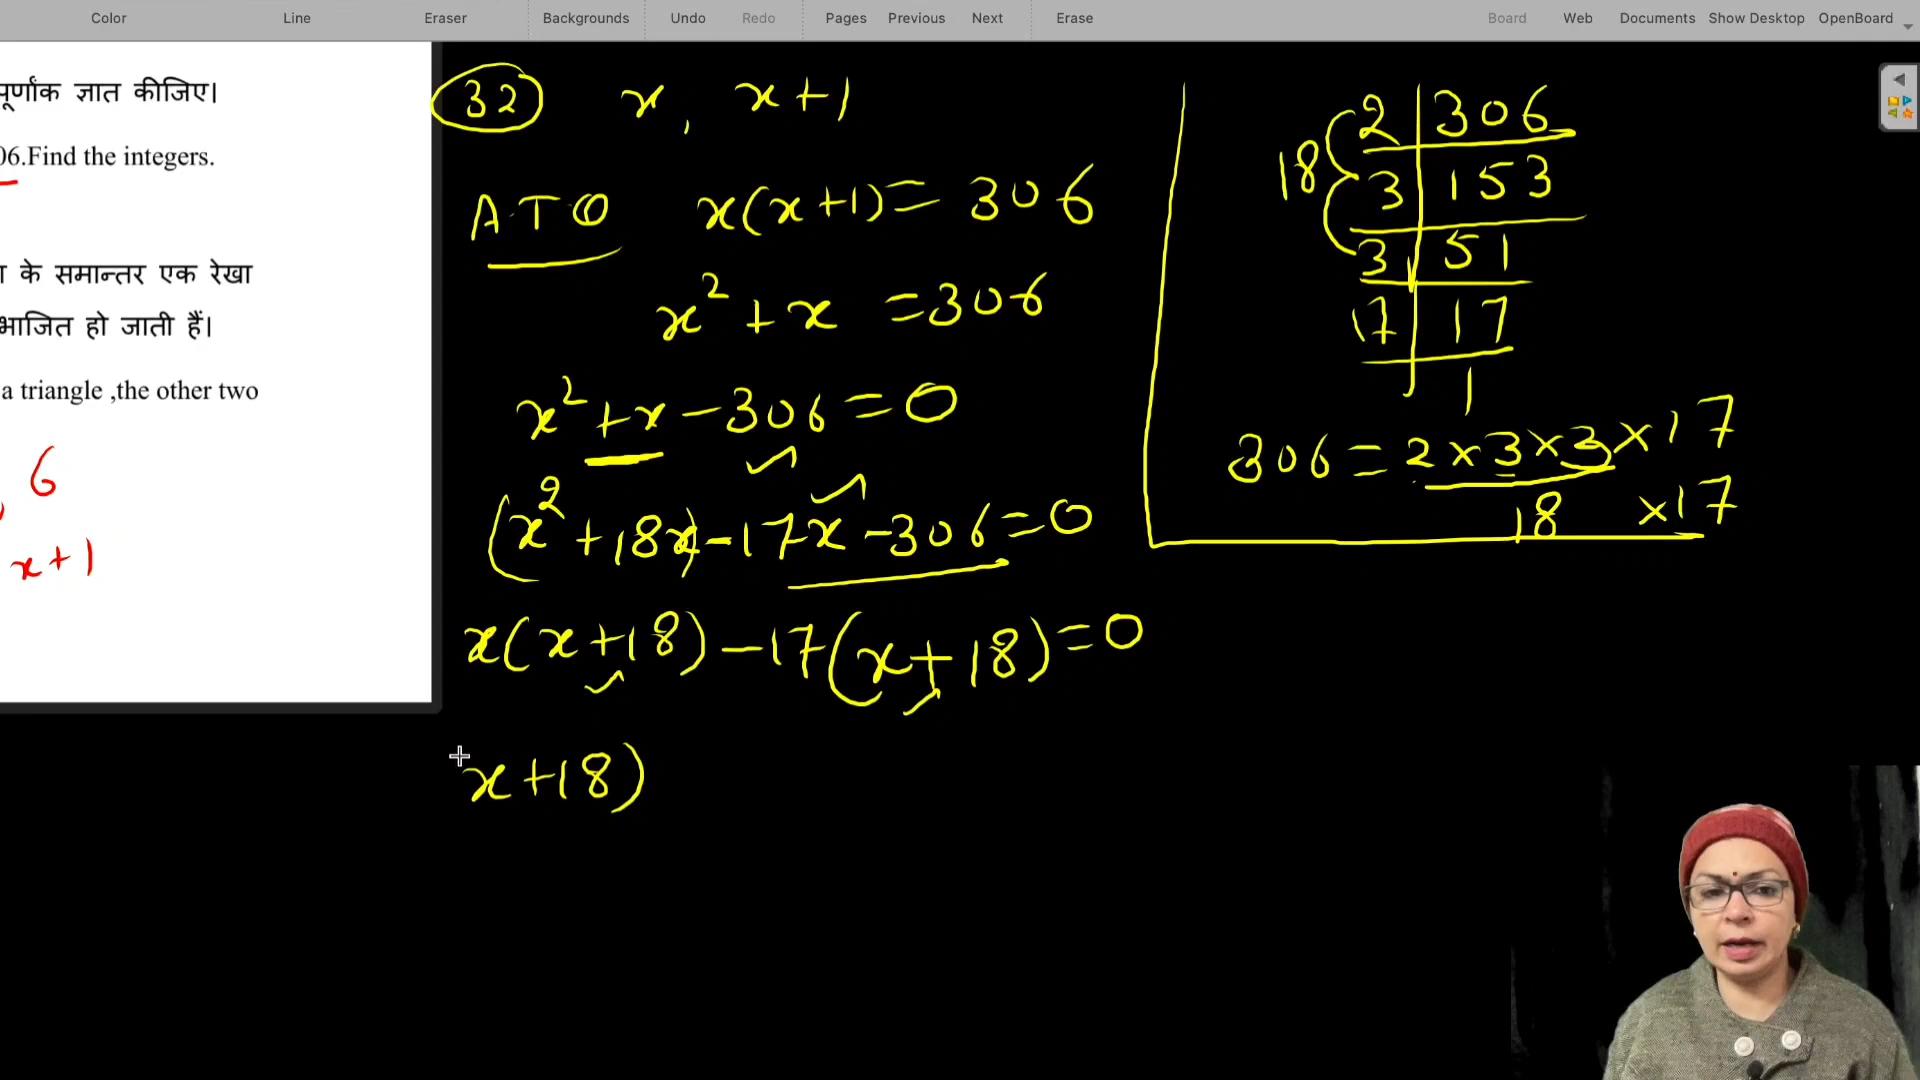 Color Line Eraser Backgrounds Undo Redo Pages Previous Next Erase Board Web Documents Show Desktop OpenBoard
पूर्णांक ज्ञात कीजिए।
06.Find the integers.
के समान्तर एक रेखा
भाजित हो जाती हैं।
a triangle ,the other two
, 6
x+1
32 x, x+1
ATQ x(x+1)=306
x²+x =306
x²+x-306=0
(x²+18x)-17x-306=0
x(x+18)-17(x+18)=0
x+18)
18
2 | 306
3 | 153
3 | 51
17 | 17
1
306=2×3×3×17
18 ×17